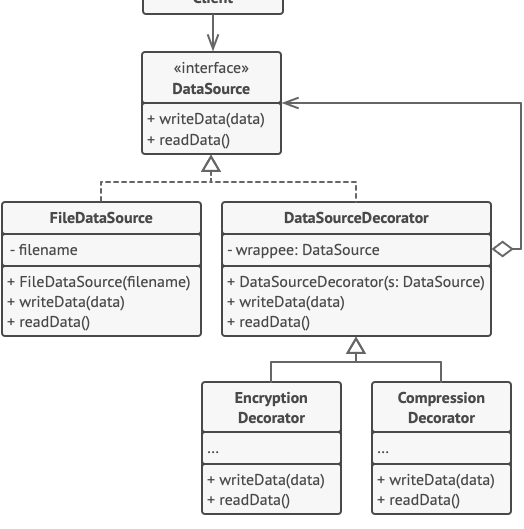 Client
«interface»
DataSource
+ writeData(data)
+ readData()
FileDataSource
- filename
+ FileDataSource(filename)
+ writeData(data)
+ readData()
DataSourceDecorator
- wrappee: DataSource
+ DataSourceDecorator(s: DataSource)
+ writeData(data)
+ readData()
Encryption
Decorator
...
+ writeData(data)
+ readData()
Compression
Decorator
...
+ writeData(data)
+ readData()